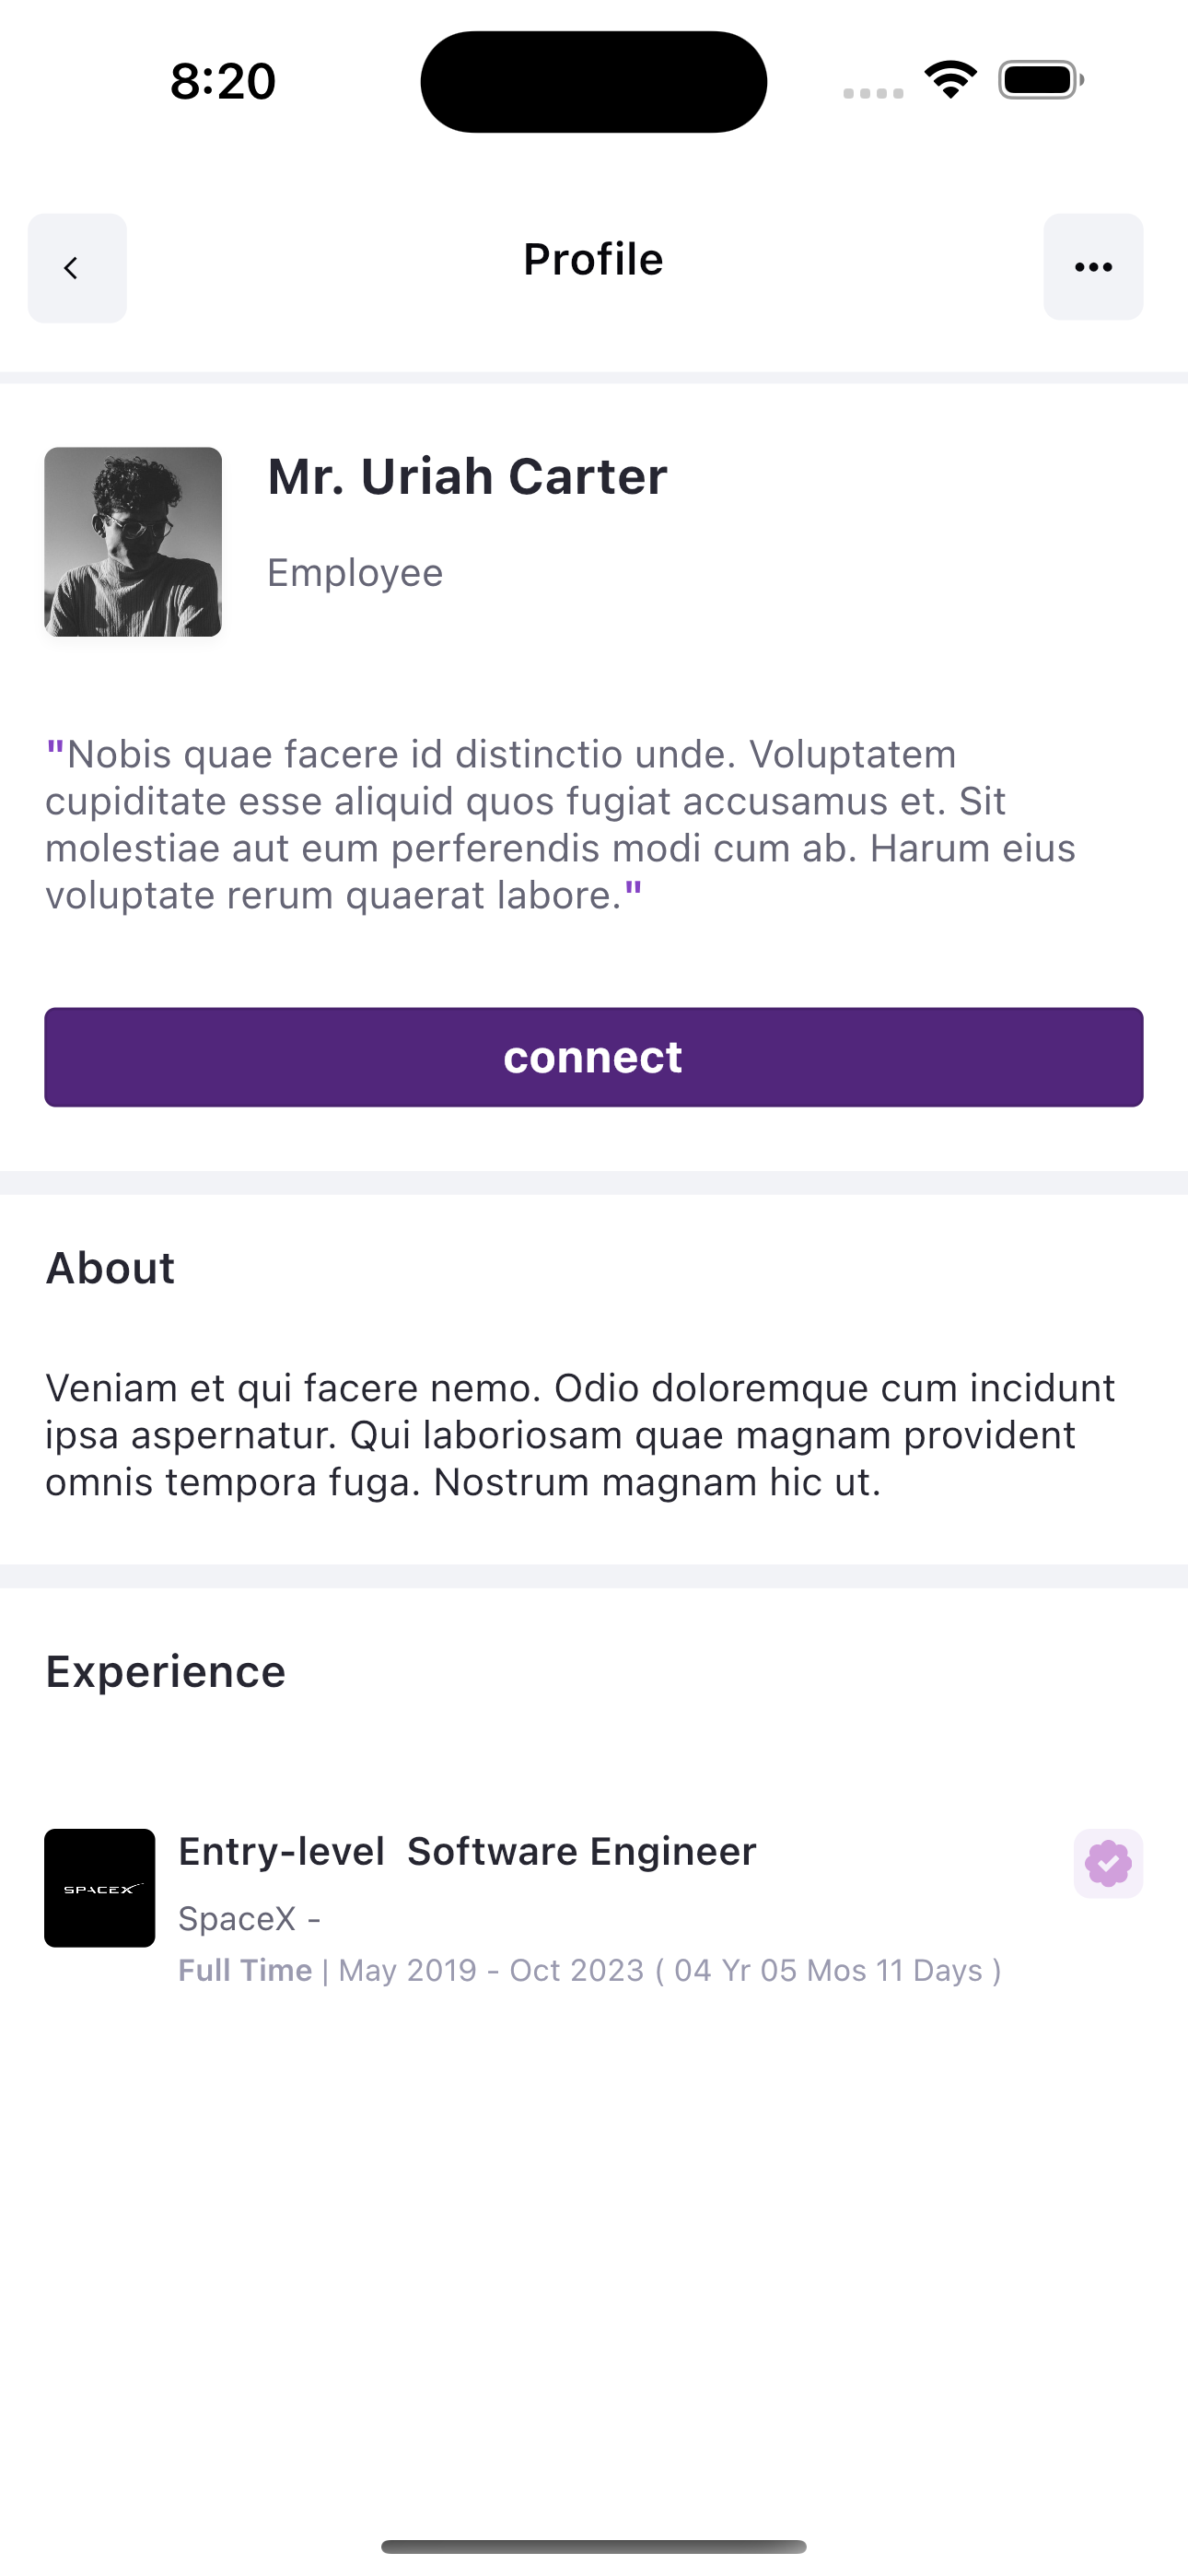 8:20
Profile
Mr. Uriah Carter
Employee
"Nobis quae facere id distinctio unde. Voluptatem
cupiditate esse aliquid quos fugiat accusamus et. Sit
molestiae aut eum perferendis modi cum ab. Harum eius
voluptate rerum quaerat labore."
connect
About
Veniam et qui facere nemo. Odio doloremque cum incidunt
ipsa aspernatur. Qui laboriosam quae magnam provident
omnis tempora fuga. Nostrum magnam hic ut.
Experience
SPACEX
Entry-level  Software Engineer
SpaceX -
Full Time | May 2019 - Oct 2023 ( 04 Yr 05 Mos 11 Days )